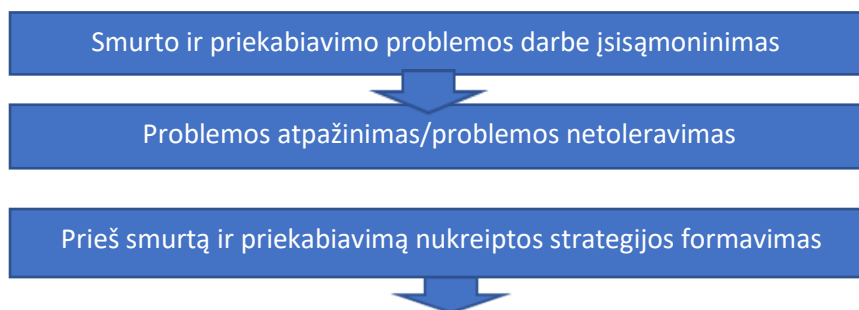 Smurto ir priekabiavimo problemos darbe įsisąmoninimas
Problemos atpažinimas/problemos netoleravimas
Prieš smurtą ir priekabiavimą nukreiptos strategijos formavimas